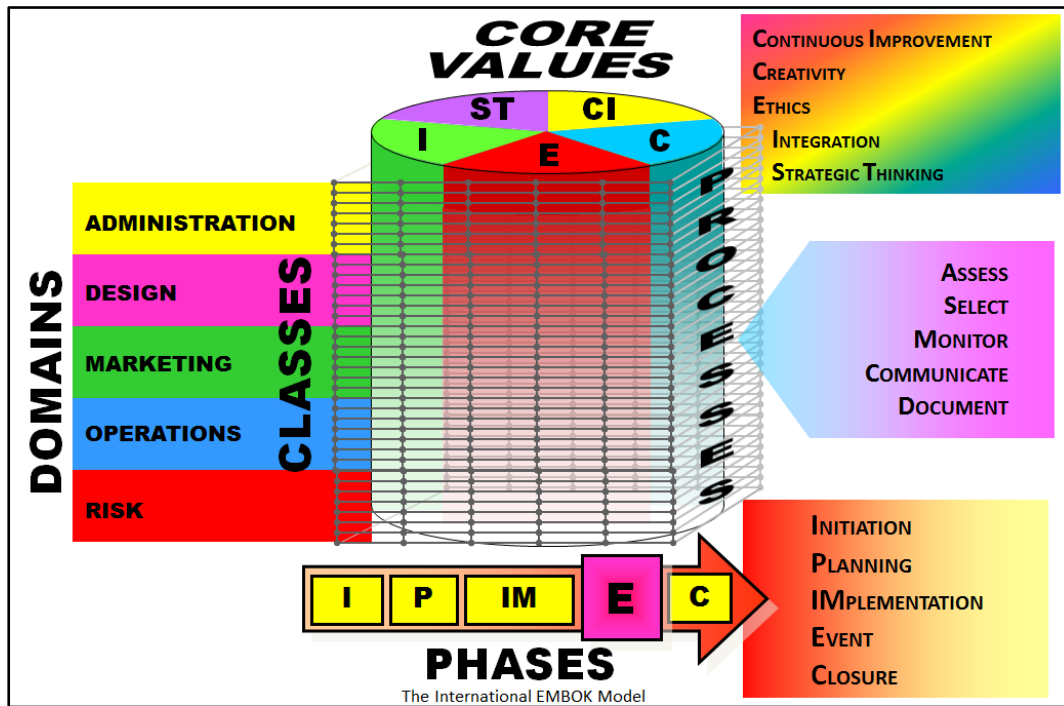 CORE
VALUES
ST
CI
I
E
C
CONTINUOUS IMPROVEMENT
CREATIVITY
ETHICS
INTEGRATION
STRATEGIC THINKING
DOMAINS
ADMINISTRATION
DESIGN
MARKETING
OPERATIONS
RISK
CLASSES
PROCESSES
ASSESS
SELECT
MONITOR
COMMUNICATE
DOCUMENT
I P IM E C
INITIATION
PLANNING
IMPLEMENTATION
EVENT
CLOSURE
PHASES
The International EMBOK Model